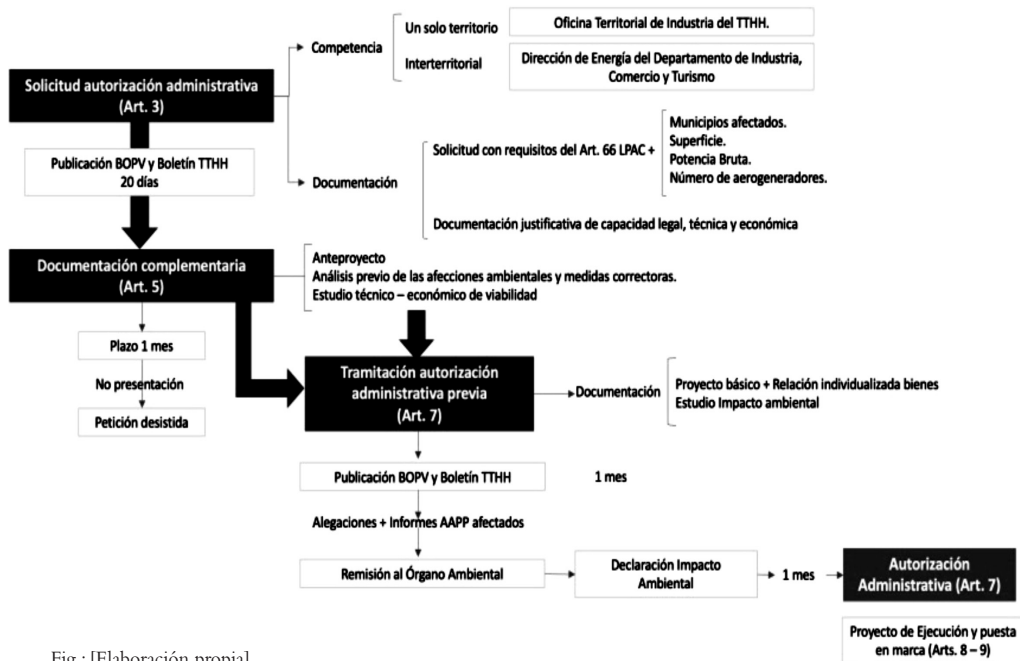 Solicitud autorización administrativa
(Art. 3)
Competencia
Un solo territorio
Oficina Territorial de Industria del TTHH.
Interterritorial
Dirección de Energía del Departamento de Industria,
Comercio y Turismo
Publicación BOPV y Boletín TTHH
20 días
Documentación
Solicitud con requisitos del Art. 66 LPAC +
Municipios afectados.
Superficie.
Potencia Bruta.
Número de aerogeneradores.
Documentación justificativa de capacidad legal, técnica y económica
Documentación complementaria
(Art. 5)
Anteproyecto
Análisis previo de las afecciones ambientales y medidas correctoras.
Estudio técnico – económico de viabilidad
Plazo 1 mes
No presentación
Petición desistida
Tramitación autorización
administrativa previa
(Art. 7)
Documentación
Proyecto básico + Relación individualizada bienes
Estudio Impacto ambiental
Publicación BOPV y Boletín TTHH
1 mes
Alegaciones + Informes AAPP afectados
Remisión al Órgano Ambiental
Declaración Impacto
Ambiental
1 mes
Autorización
Administrativa (Art. 7)
Proyecto de Ejecución y puesta
en marca (Arts. 8 – 9)
Fig.: [Elaboración propia]